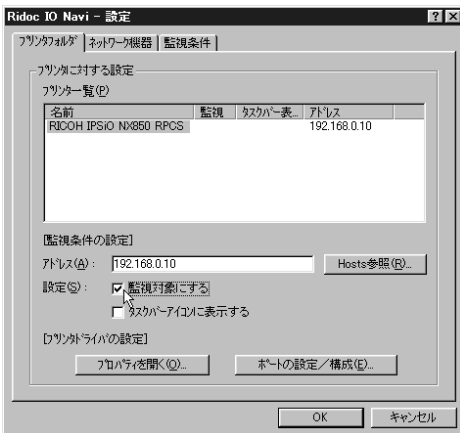 Ridoc IO Navi - 設定
プリンタフォルダ ネットワーク機器 監視条件
プリンタに対する設定
プリンター覧(P)
名前 監視 タスクバー表... アドレス
RICOH IPSiO NX850 RPCS 192.168.0.10
[監視条件の設定]
アドレス(A): 192.168.0.10 Hosts参照(R)...
設定(S): 監視対象にする
タスクバーアイコンに表示する
[プリンタドライバの設定]
プロパティを開く(O)... ポートの設定/構成(E)...
OK キャンセル